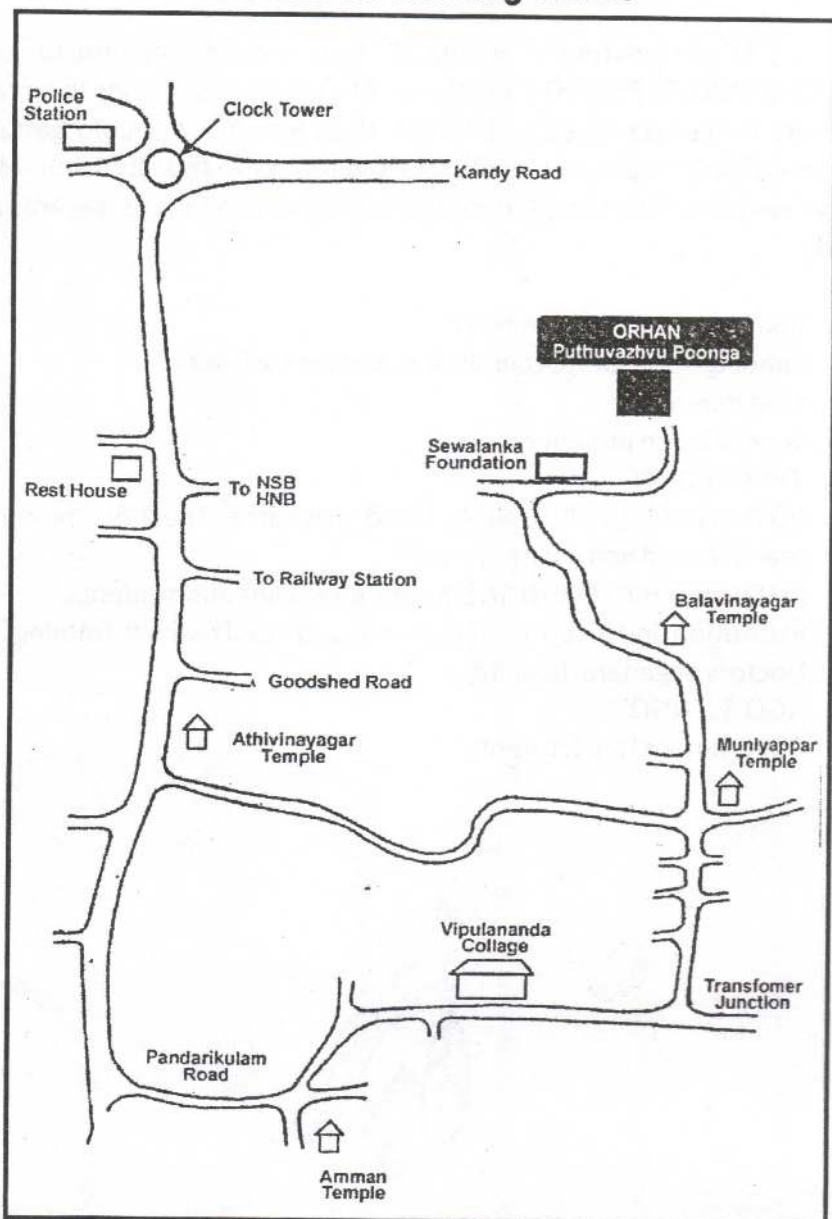 Police
Station
Clock Tower
Kandy Road
ORHAN
Puthuvazhvu Poonga
Sewalanka
Foundation
Rest House
To NSB
HNB
To Railway Station
Balavinayagar
Temple
Goodshed Road
Athivinayagar
Temple
Muniyappar
Temple
Vipulananda
Collage
Transfomer
Junction
Pandarikulam
Road
Amman
Temple